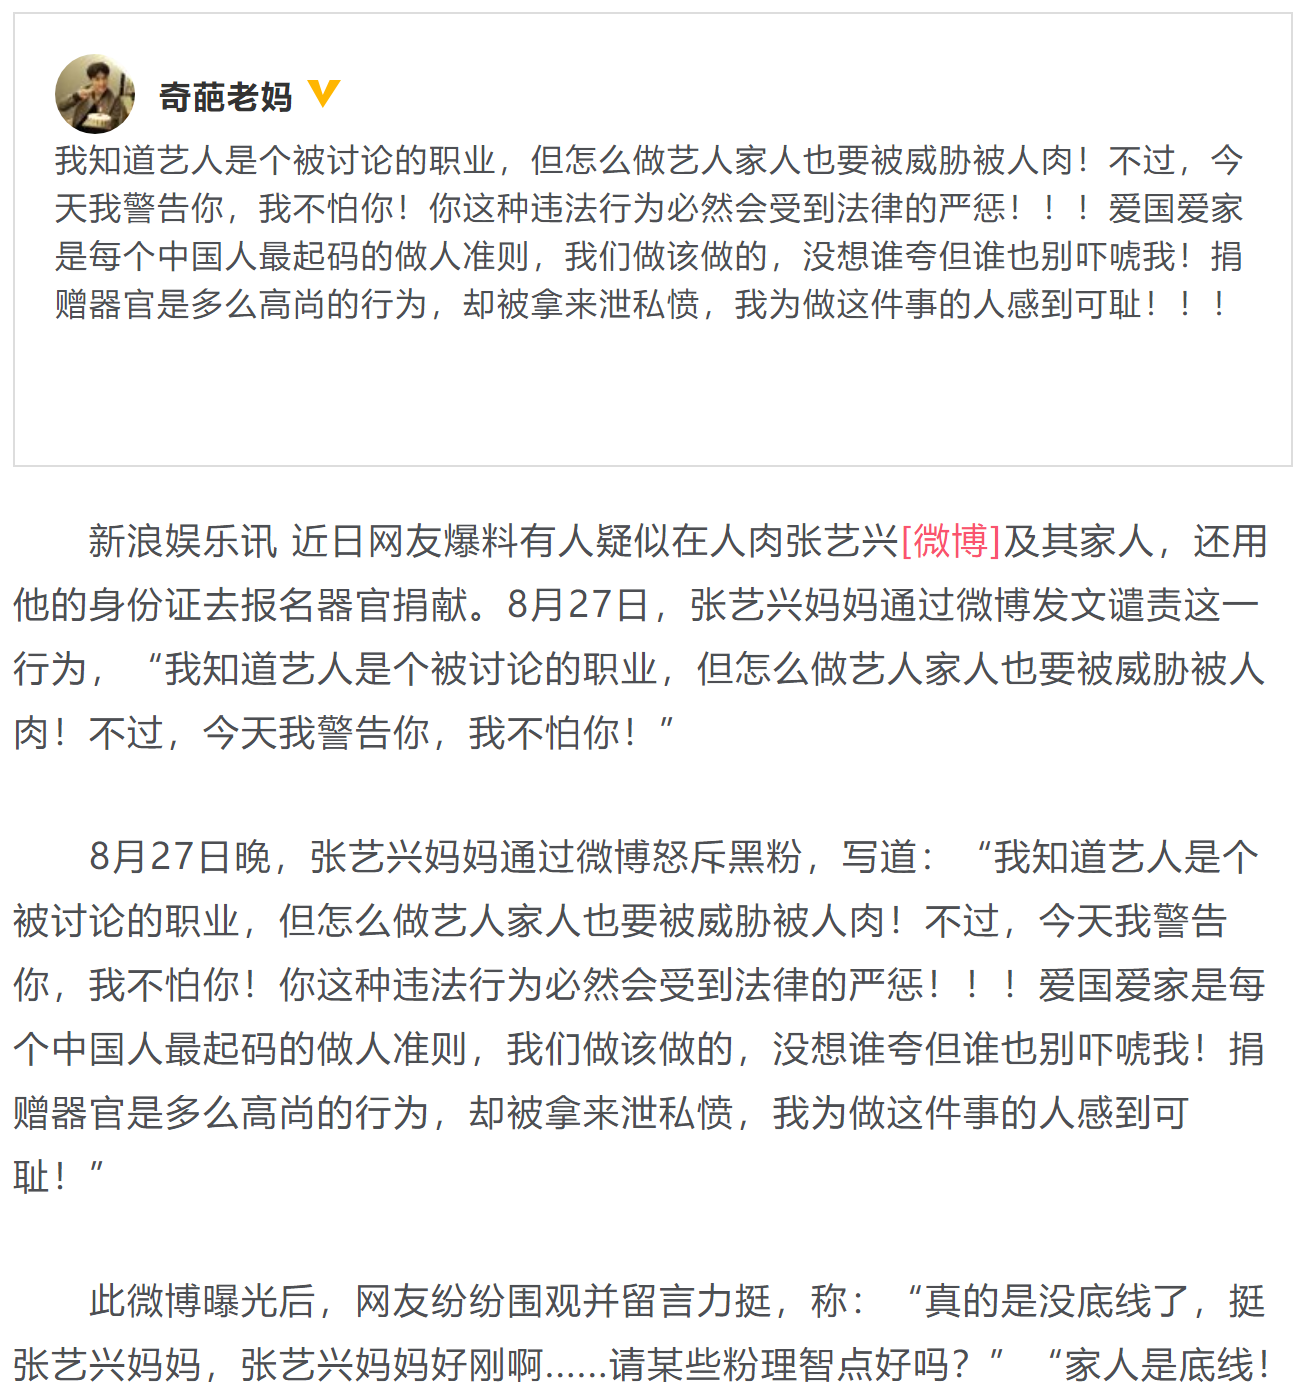 奇葩老妈
我知道艺人是个被讨论的职业，但怎么做艺人家人也要被威胁被人肉！不过，今
天我警告你，我不怕你！你这种违法行为必然会受到法律的严惩！！！爱国爱家
是每个中国人最起码的做人准则，我们做该做的，没想谁夸但谁也别吓唬我！捐
赠器官是多么高尚的行为，却被拿来泄私愤，我为做这件事的人感到可耻！！！
新浪娱乐讯 近日网友爆料有人疑似在人肉张艺兴[微博]及其家人，还用
他的身份证去报名器官捐献。8月27日，张艺兴妈妈通过微博发文谴责这一
行为，“我知道艺人是个被讨论的职业，但怎么做艺人家人也要被威胁被人
肉！不过，今天我警告你，我不怕你！”
8月27日晚，张艺兴妈妈通过微博怒斥黑粉，写道：“我知道艺人是个
被讨论的职业，但怎么做艺人家人也要被威胁被人肉！不过，今天我警告
你，我不怕你！你这种违法行为必然会受到法律的严惩！！！爱国爱家是每
个中国人最起码的做人准则，我们做该做的，没想谁夸但谁也别吓唬我！捐
赠器官是多么高尚的行为，却被拿来泄私愤，我为做这件事的人感到可
耻！”
此微博曝光后，网友纷纷围观并留言力挺，称：“真的是没底线了，挺
张艺兴妈妈，张艺兴妈妈好刚啊……请某些粉理智点好吗？”“家人是底线！